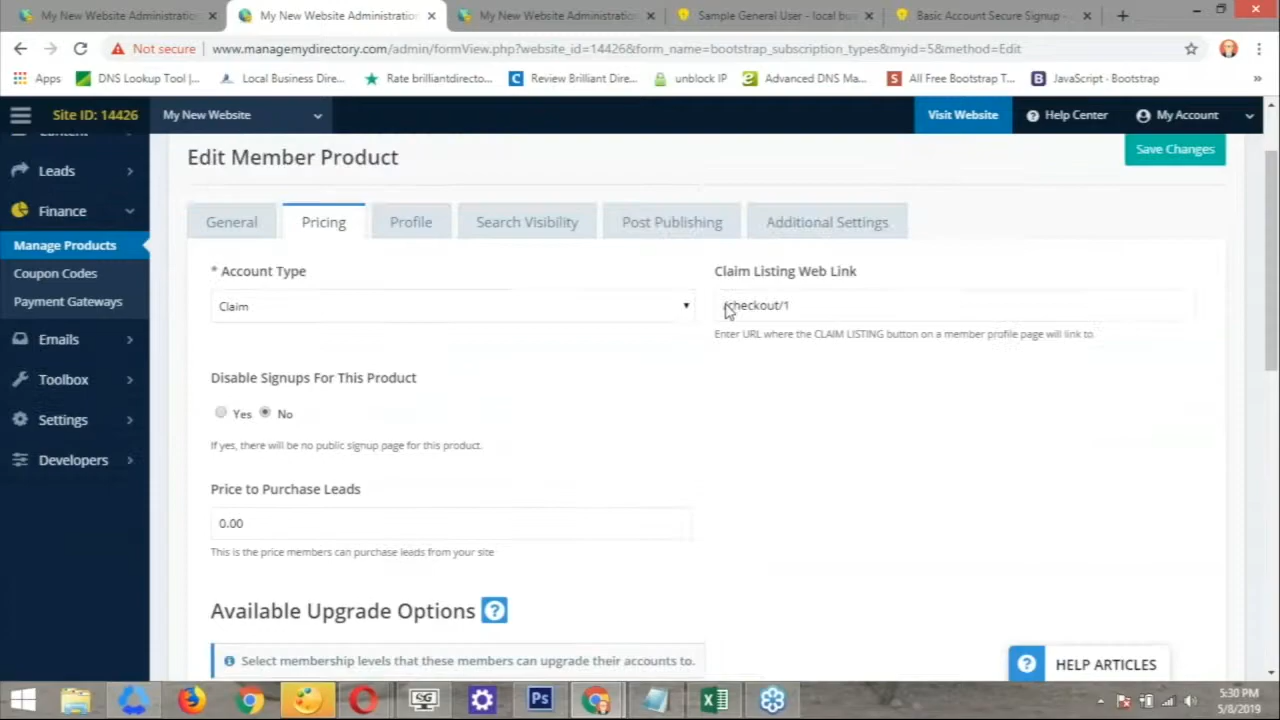 My New Website Administration
My New Website Administration
My New Website Administration
Sample General User - local bu
Basic Account Secure Signup -
Not secure
www.managemydirectory.com/admin/formView.php?website_id=14426&form_name=bootstrap_subscription_types&myid=5&method=Edit
Apps
DNS Lookup Tool |...
Local Business Dire...
Rate brilliantdirecto...
Review Brilliant Dire...
unblock IP
Advanced DNS Ma...
All Free Bootstrap T...
JavaScript · Bootstrap
Site ID: 14426
My New Website
Visit Website
Help Center
My Account
Content
Leads
Finance
Manage Products
Coupon Codes
Payment Gateways
Emails
Toolbox
Settings
Developers
Edit Member Product
Save Changes
General
Pricing
Profile
Search Visibility
Post Publishing
Additional Settings
* Account Type
Claim
Claim Listing Web Link
/checkout/1
Enter URL where the CLAIM LISTING button on a member profile page will link to.
Disable Signups For This Product
Yes No
If yes, there will be no public signup page for this product.
Price to Purchase Leads
0.00
This is the price members can purchase leads from your site
Available Upgrade Options
Select membership levels that these members can upgrade their accounts to.
HELP ARTICLES
5:30 PM
5/8/2019